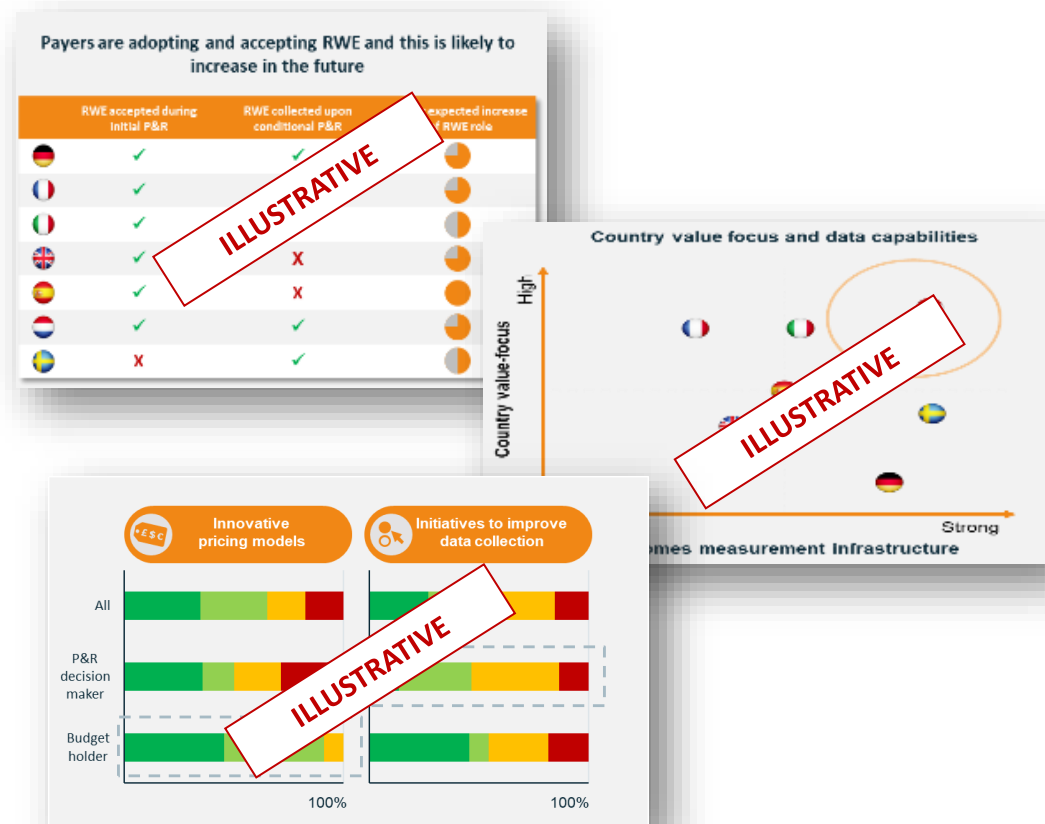 Payers are adopting and accepting RWE and this is likely to
increase in the future
RWE accepted during
initial P&R
RWE collected upon
conditional P&R
expected increase
of RWE role
✓
✓
✓
✓
✓ X
✓ X
✓ ✓
X ✓
ILLUSTRATIVE
Country value focus and data capabilities
High
Country value-focus
ILLUSTRATIVE
Strong
measurement Infrastructure
Innovative
pricing models
Initiatives to improve
data collection
€$£
All
P&R
decision
maker
Budget
holder
ILLUSTRATIVE
100%
100%